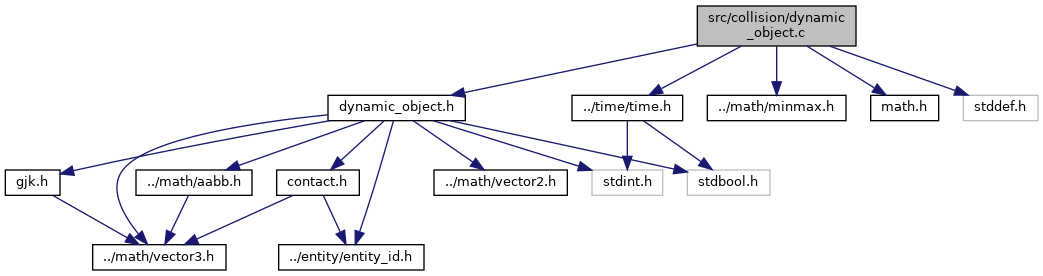 src/collision/dynamic
_object.c
dynamic_object.h
../time/time.h
../math/minmax.h
math.h
stddef.h
gjk.h
../math/aabb.h
contact.h
../math/vector2.h
stdint.h
stdbool.h
../math/vector3.h
../entity/entity_id.h